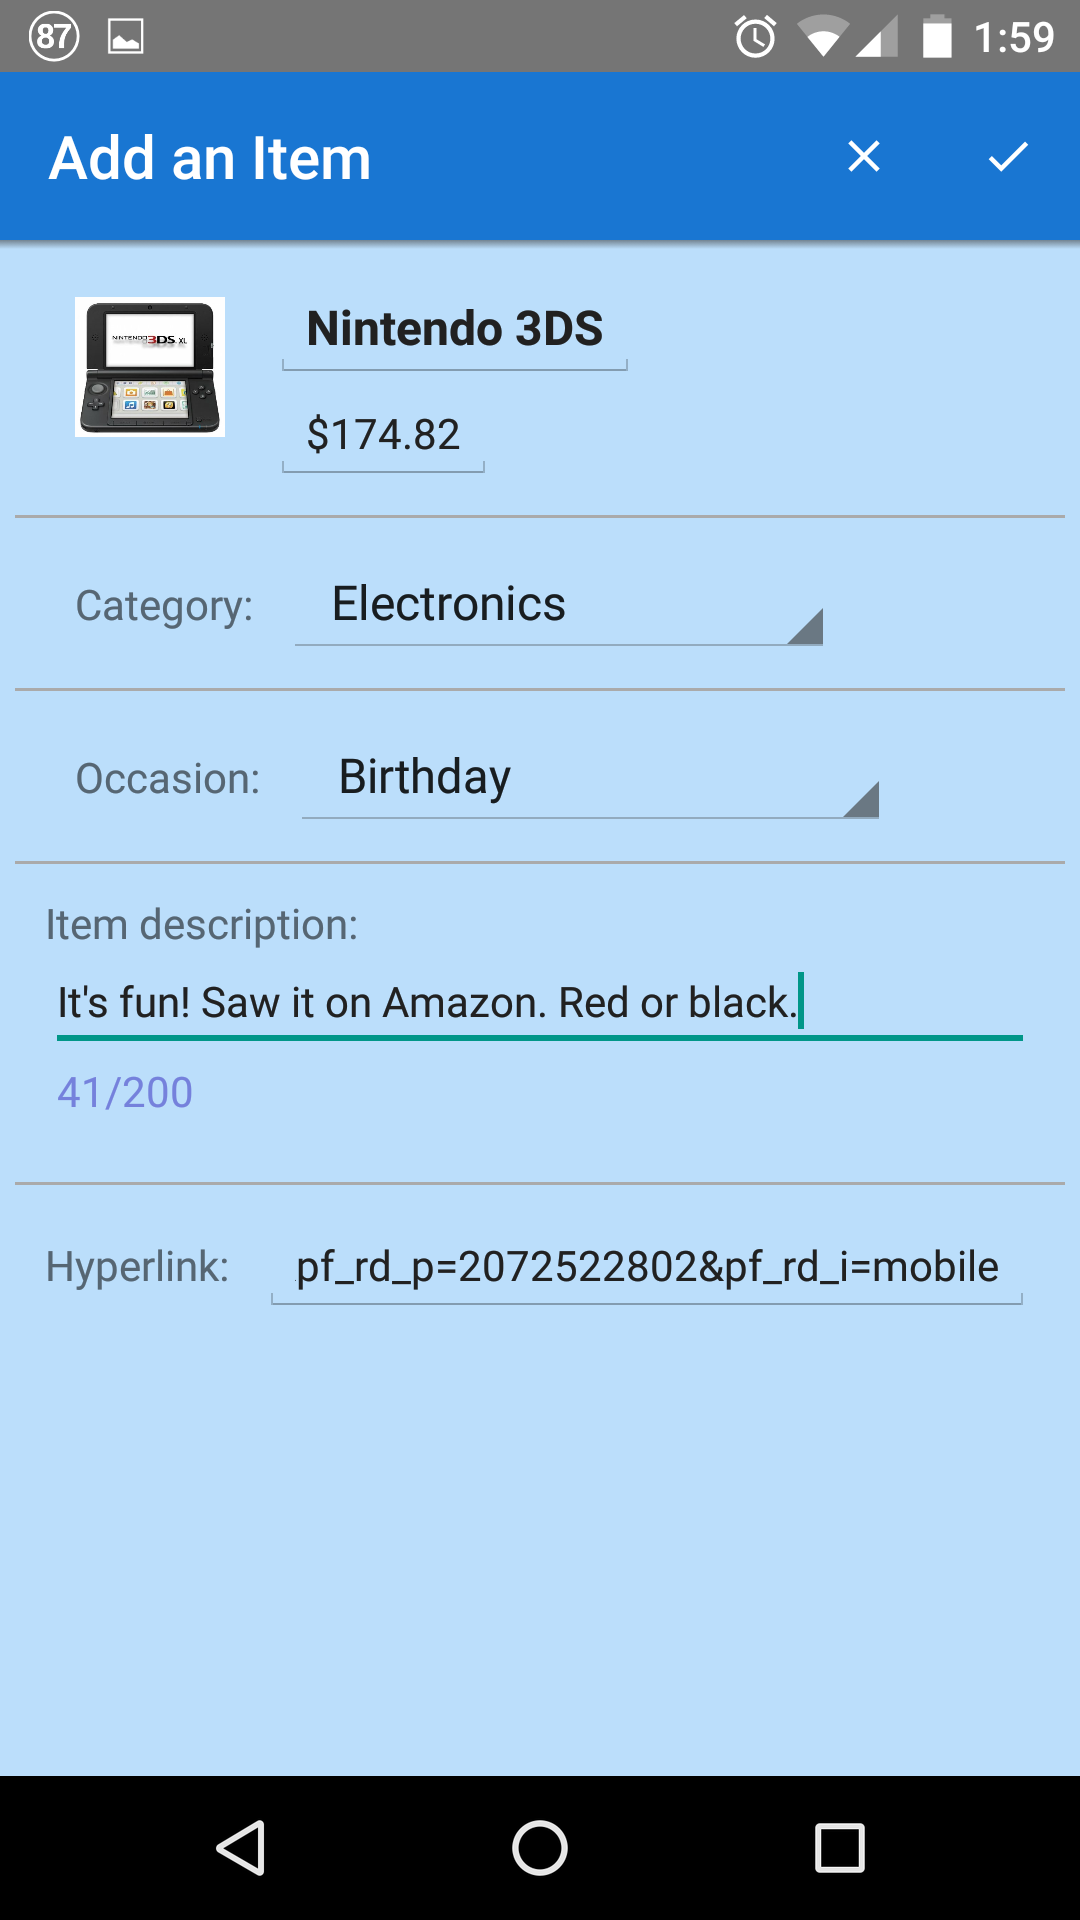 87 1:59
Add an Item
NINTENDO 3DS XL
Nintendo 3DS
$174.82
Category: Electronics
Occasion: Birthday
Item description:
It's fun! Saw it on Amazon. Red or black.
41/200
Hyperlink: pf_rd_p=2072522802&pf_rd_i=mobile